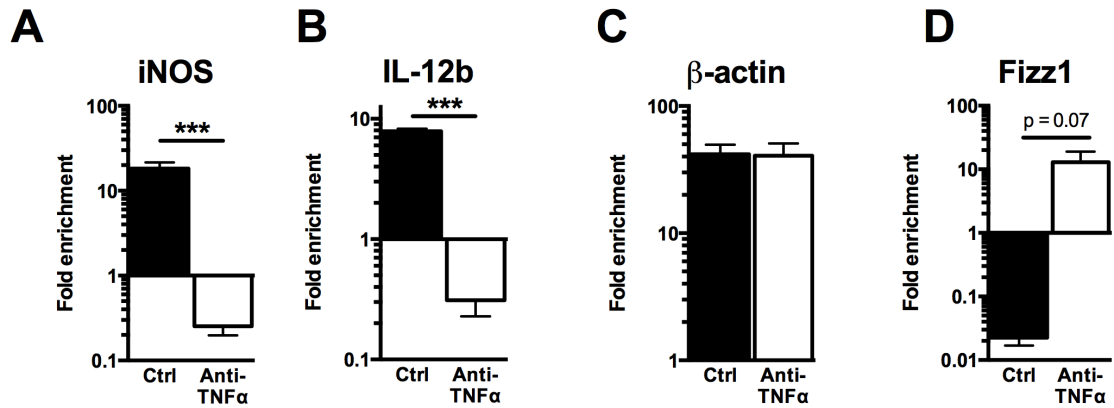 A
iNOS
Fold enrichment
100
10
1
0.1
***
Ctrl
Anti-
TNFα
B
IL-12b
Fold enrichment
10
1
0.1
***
Ctrl
Anti-
TNFα
C
β-actin
Fold enrichment
100
10
1
Ctrl
Anti-
TNFα
D
Fizz1
Fold enrichment
100
10
1
0.1
0.01
p = 0.07
Ctrl
Anti-
TNFα